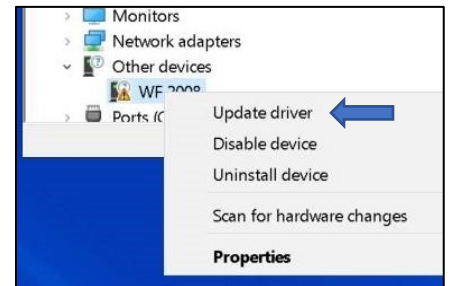 Monitors
Network adapters
Other devices
WF 2008
Ports (C
Update driver
Disable device
Uninstall device
Scan for hardware changes
Properties